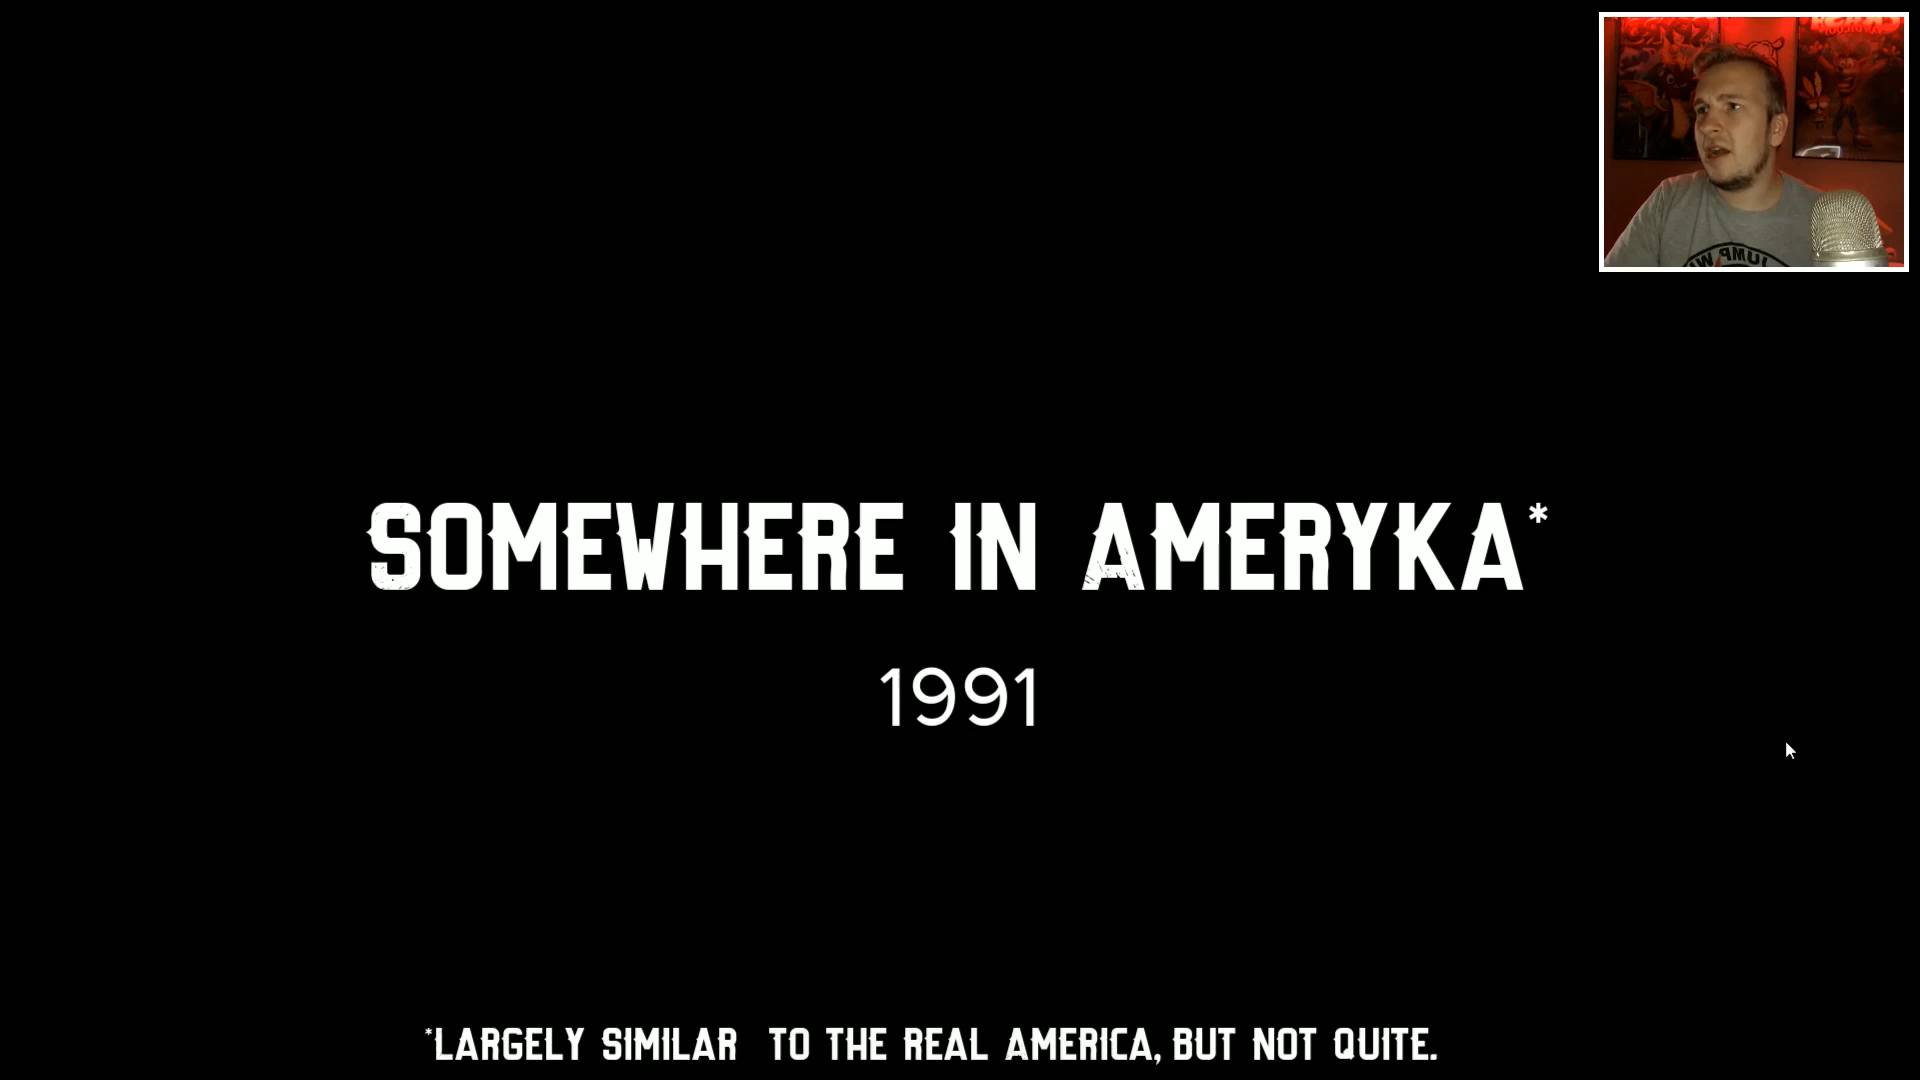 SOMEWHERE IN AMERYKA*
1991
*LARGELY SIMILAR TO THE REAL AMERICA, BUT NOT QUITE.